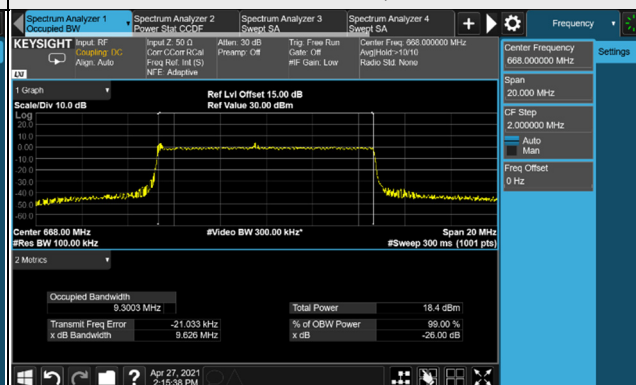 Spectrum Analyzer 1
Occupied BW
Spectrum Analyzer 2
Power Stat CCDF
Spectrum Analyzer 3
Swept SA
Spectrum Analyzer 4
Swept SA
Frequency
KEYSIGHT
Input: RF
Coupling: DC
Align: Auto
Input Z: 50 Ω
Corr CCorr RCal
Freq Ref: Int (S)
NFE: Adaptive
Atten: 30 dB
Preamp: Off
Trig: Free Run
Gate: Off
#IF Gain: Low
Center Freq: 668.000000 MHz
Avg|Hold:>10/10
Radio Std: None
LXI
Center Frequency
668.000000 MHz
Settings
Span
20.000 MHz
CF Step
2.000000 MHz
Auto
Man
Freq Offset
0 Hz
1 Graph
Scale/Div 10.0 dB
Ref Lvl Offset 15.00 dB
Ref Value 30.00 dBm
Log
20.0
10.0
0.00
-10.0
-20.0
-30.0
-40.0
-50.0
-60.0
Center 668.00 MHz
#Res BW 100.00 kHz
#Video BW 300.00 kHz*
Span 20 MHz
#Sweep 300 ms (1001 pts)
2 Metrics
Occupied Bandwidth
9.3003 MHz
Total Power 18.4 dBm
Transmit Freq Error -21.033 kHz
% of OBW Power 99.00 %
x dB Bandwidth 9.626 MHz
x dB -26.00 dB
?
Apr 27, 2021
2:15:38 PM